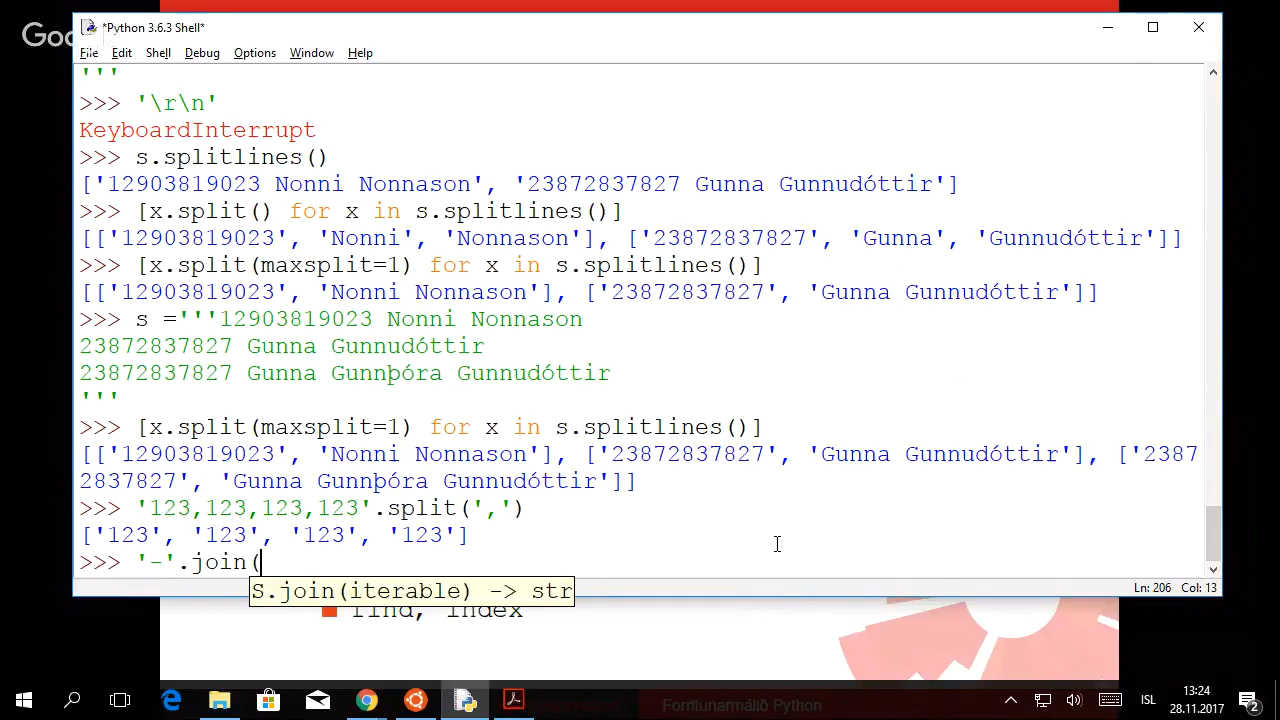 Goo
*Python 3.6.3 Shell*
File Edit Shell Debug Options Window Help
'''
>>> '\r\n'
KeyboardInterrupt
>>> s.splitlines()
['12903819023 Nonni Nonnason', '23872837827 Gunna Gunnudóttir']
>>> [x.split() for x in s.splitlines()]
[['12903819023', 'Nonni', 'Nonnason'], ['23872837827', 'Gunna', 'Gunnudóttir']]
>>> [x.split(maxsplit=1) for x in s.splitlines()]
[['12903819023', 'Nonni Nonnason'], ['23872837827', 'Gunna Gunnudóttir']]
>>> s ='''12903819023 Nonni Nonnason
23872837827 Gunna Gunnudóttir
23872837827 Gunna Gunnþóra Gunnudóttir
'''
>>> [x.split(maxsplit=1) for x in s.splitlines()]
[['12903819023', 'Nonni Nonnason'], ['23872837827', 'Gunna Gunnudóttir'], ['2387
2837827', 'Gunna Gunnþóra Gunnudóttir']]
>>> '123,123,123,123'.split(',')
['123', '123', '123', '123']
>>> '-'.join(
S.join(iterable) -> str
Ln: 206 Col: 13
find, index
Forritunarmálið Python
ISL
13:24
28.11.2017
2